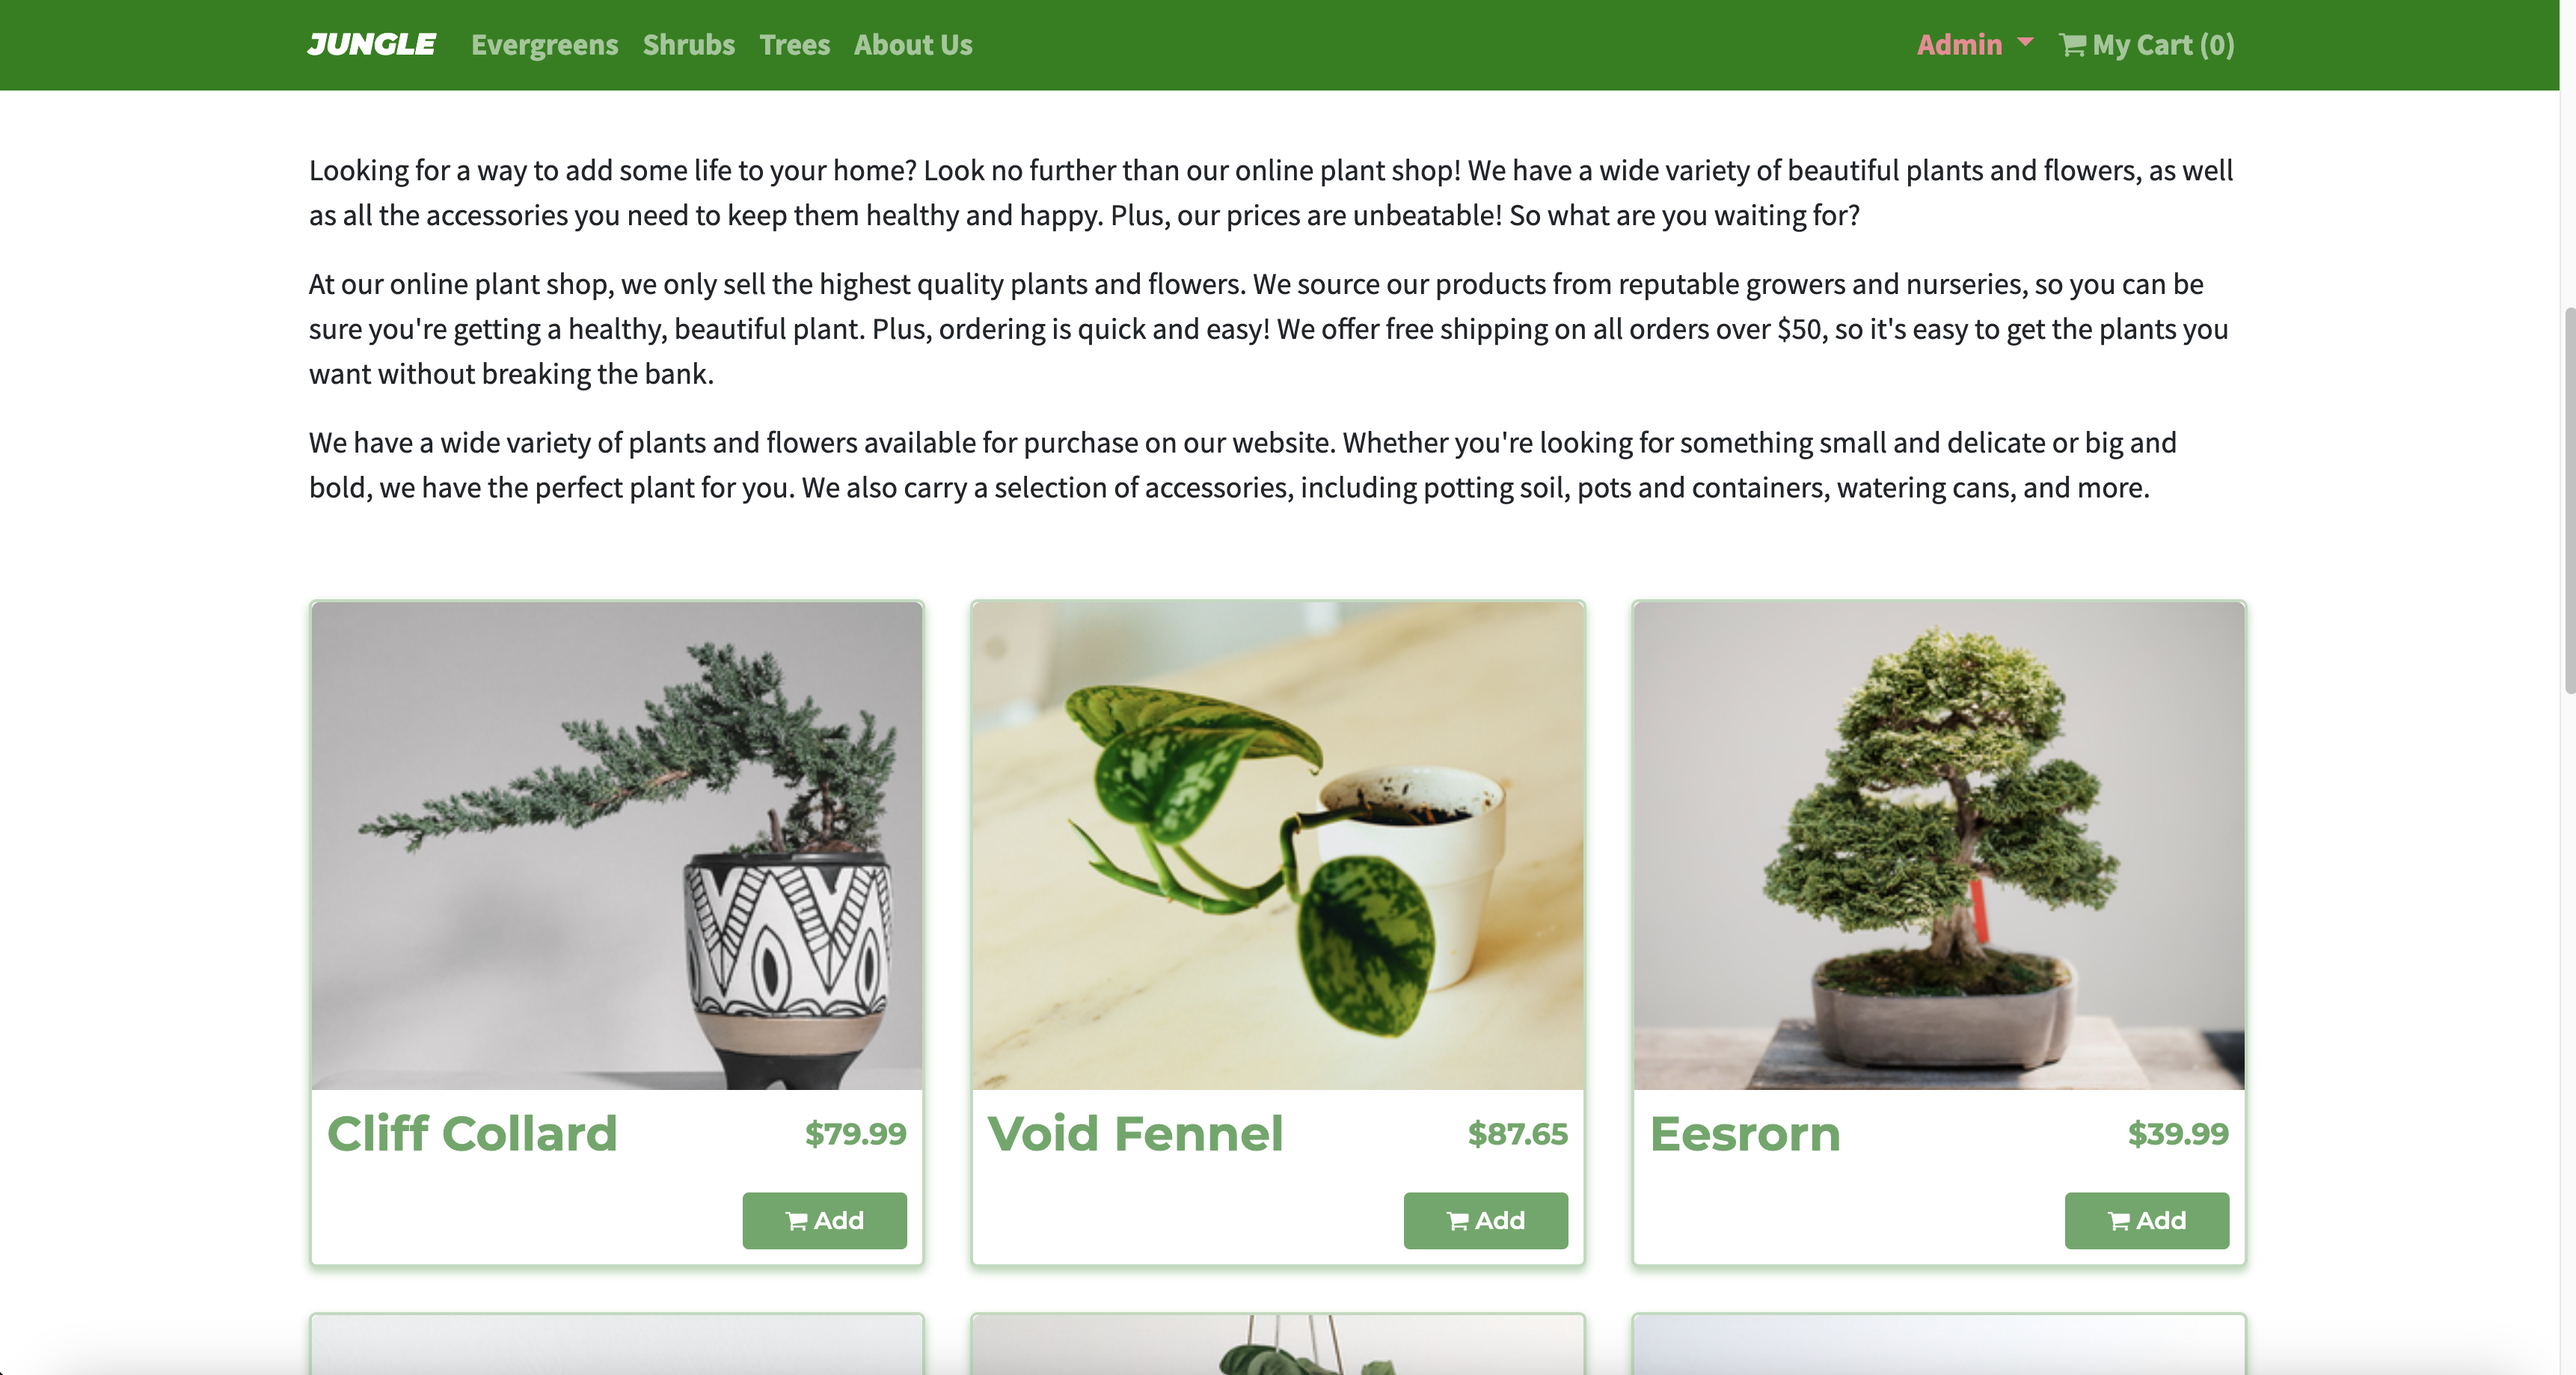 JUNGLE Evergreens Shrubs Trees About Us Admin My Cart (0)
Looking for a way to add some life to your home? Look no further than our online plant shop! We have a wide variety of beautiful plants and flowers, as well
as all the accessories you need to keep them healthy and happy. Plus, our prices are unbeatable! So what are you waiting for?
At our online plant shop, we only sell the highest quality plants and flowers. We source our products from reputable growers and nurseries, so you can be
sure you're getting a healthy, beautiful plant. Plus, ordering is quick and easy! We offer free shipping on all orders over $50, so it's easy to get the plants you
want without breaking the bank.
We have a wide variety of plants and flowers available for purchase on our website. Whether you're looking for something small and delicate or big and
bold, we have the perfect plant for you. We also carry a selection of accessories, including potting soil, pots and containers, watering cans, and more.
Cliff Collard $79.99
Add
Void Fennel $87.65
Add
Eesrorn $39.99
Add